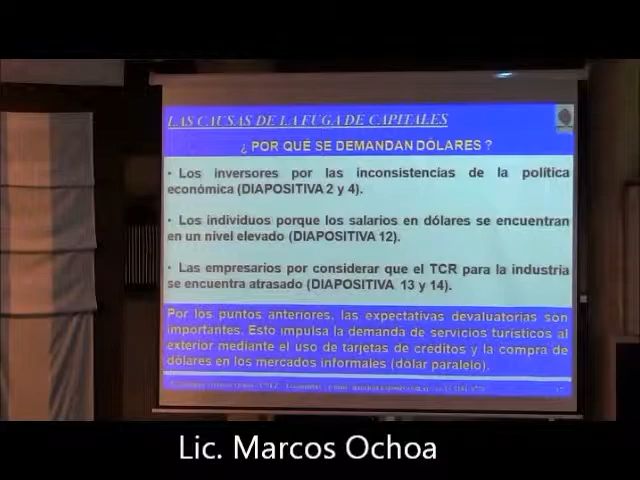 LAS CAUSAS DE LA FUGA DE CAPITALES
¿ POR QUÉ SE DEMANDAN DÓLARES ?
• Los inversores por las inconsistencias de la política
económica (DIAPOSITIVA 2 y 4).
• Los individuos porque los salarios en dólares se encuentran
en un nivel elevado (DIAPOSITIVA 12).
• Las empresarios por considerar que el TCR para la industria
se encuentra atrasado (DIAPOSITIVA 13 y 14).
Por los puntos anteriores, las expectativas devaluatorias son
importantes. Esto impulsa la demanda de servicios turísticos al
exterior mediante el uso de tarjetas de créditos y la compra de
dólares en los mercados informales (dólar paralelo).
Lic. Marcos Ochoa